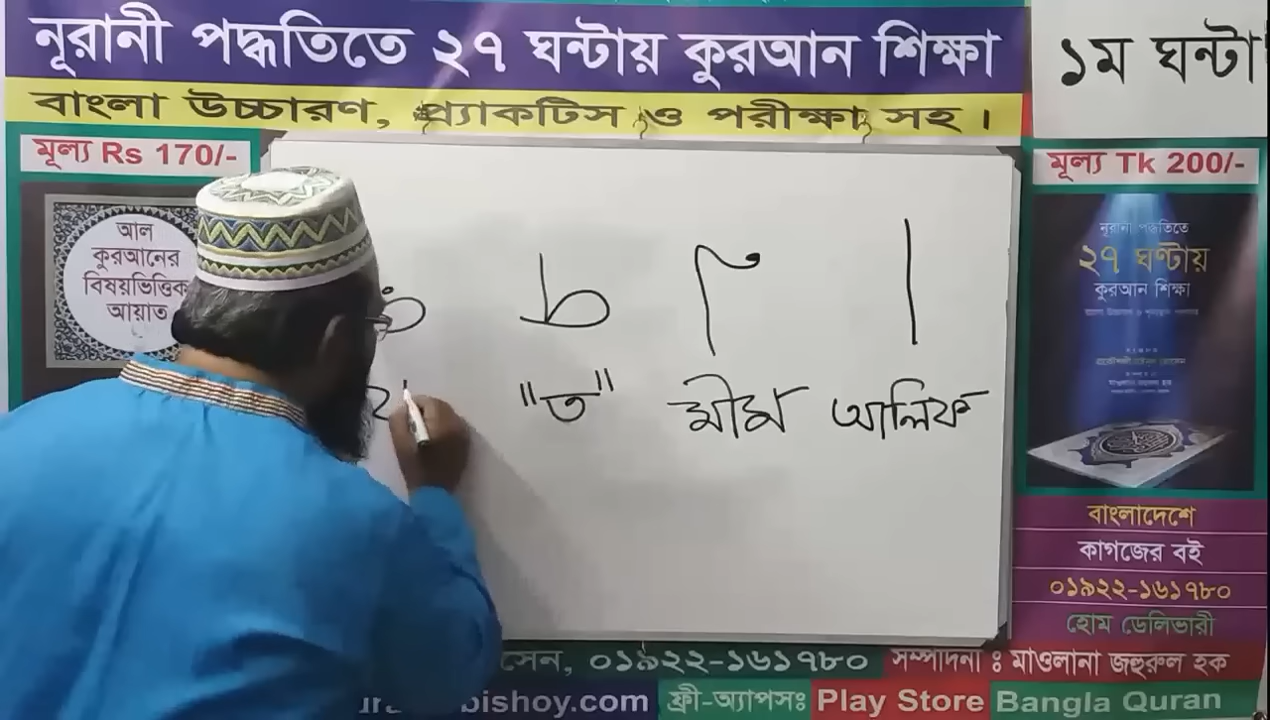 নূরানী পদ্ধতিতে ২৭ ঘন্টায় কুরআন শিক্ষা
১ম ঘন্টা
বাংলা উচ্চারণ, প্র্যাকটিস ও পরীক্ষা সহ।
মূল্য Rs 170/-
মূল্য Tk 200/-
আল
কুরআনের
বিষয়ভিত্তিক
আয়াত
নূরানী পদ্ধতিতে
২৭ ঘণ্টায়
কুরআন শিক্ষা
ا م ط
"ত" মীম আলিফ
বাংলাদেশে
কাগজের বই
০১৯২২-১৬১৭৮০
হোম ডেলিভারী
০১৯২২-১৬১৭৮০ সম্পাদনা ঃ মাওলানা জহুরুল হক
bishoy.com ফ্রী-অ্যাপসঃ Play Store Bangla Quran